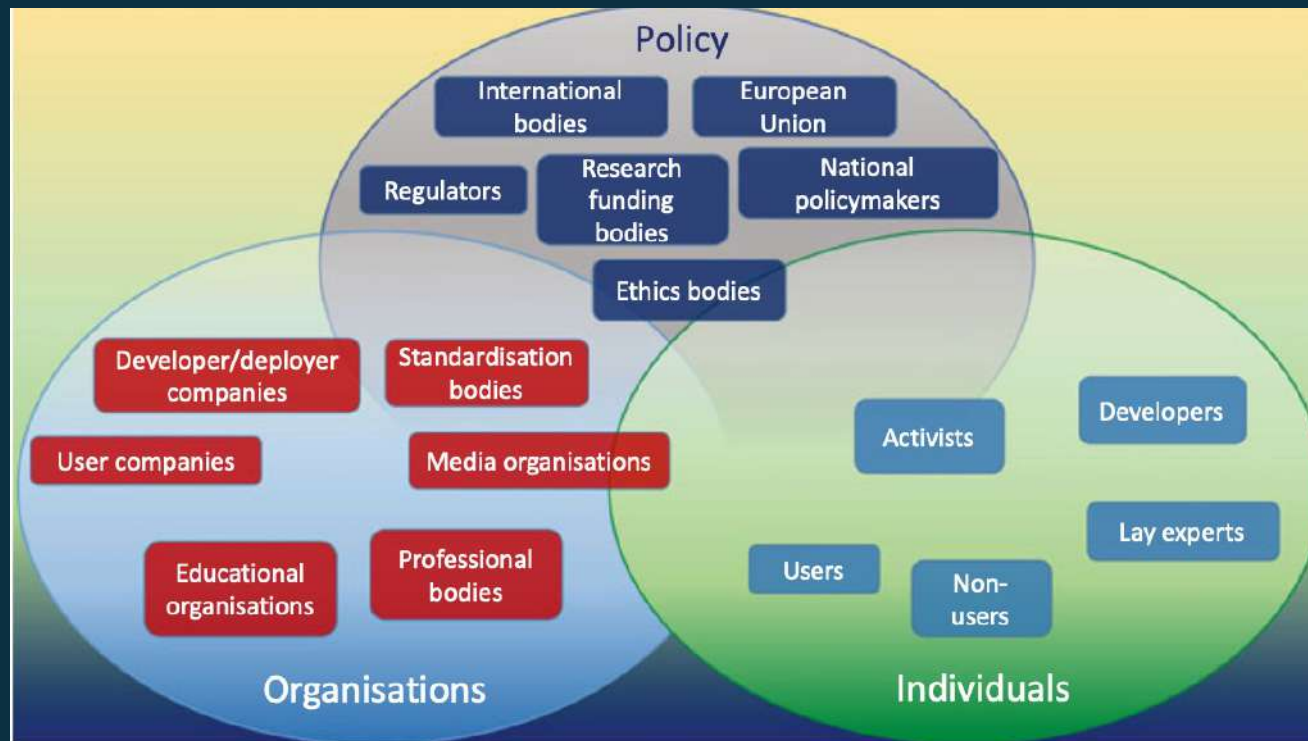 Policy
International
bodies
European
Union
Regulators
Research
funding
bodies
National
policymakers
Ethics bodies
Developer/deployer
companies
Standardisation
bodies
User companies
Media organisations
Educational
organisations
Professional
bodies
Organisations
Activists
Developers
Lay experts
Users
Non-
users
Individuals